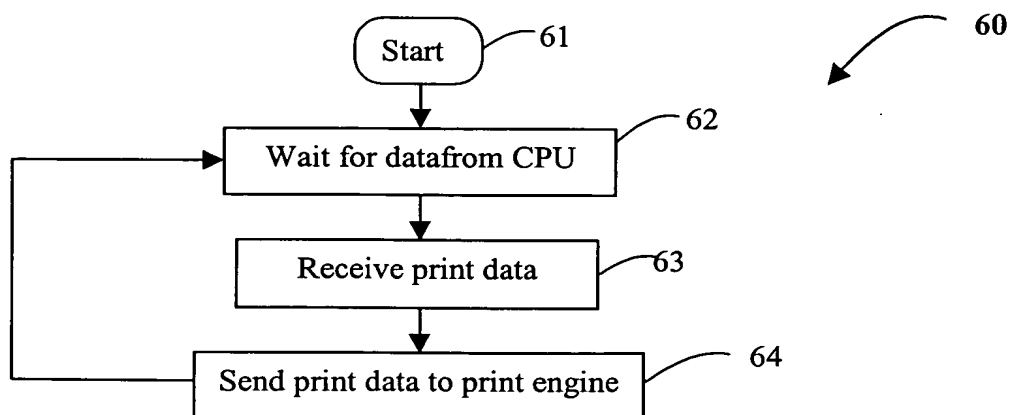 60
Start 61
Wait for datafrom CPU 62
Receive print data 63
Send print data to print engine 64